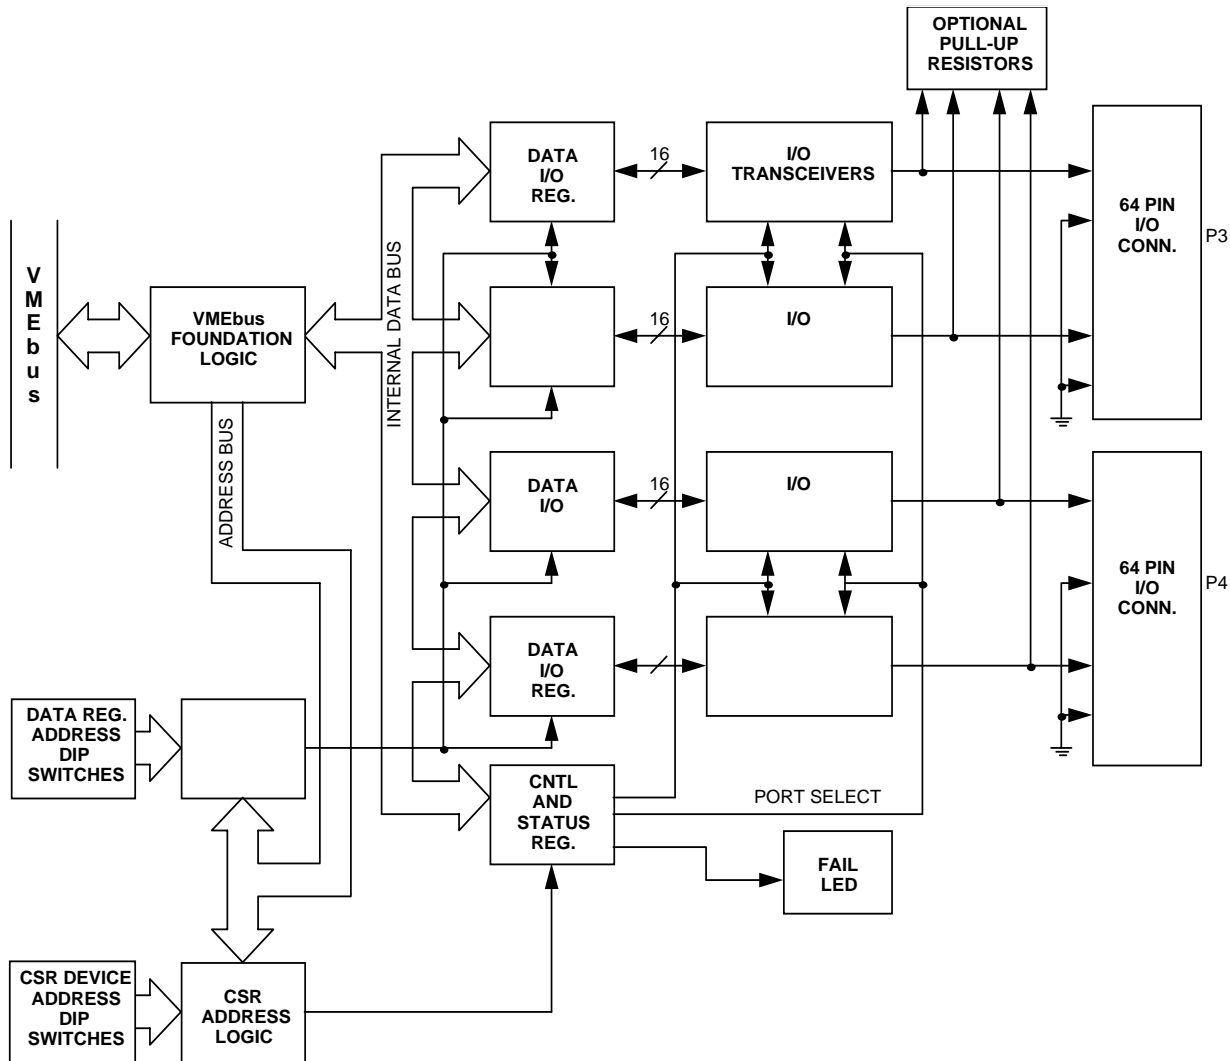 OPTIONAL
PULL-UP
RESISTORS
DATA
I/O
REG.
16
I/O
TRANSCEIVERS
64 PIN
I/O
CONN.
P3
V
M
E
b
u
s
VMEbus
FOUNDATION
LOGIC
INTERNAL DATA BUS
16
I/O
ADDRESS BUS
DATA
I/O
16
I/O
64 PIN
I/O
CONN.
P4
DATA
I/O
REG.
DATA REG.
ADDRESS
DIP
SWITCHES
CNTL
AND
STATUS
REG.
PORT SELECT
FAIL
LED
CSR DEVICE
ADDRESS
DIP
SWITCHES
CSR
ADDRESS
LOGIC